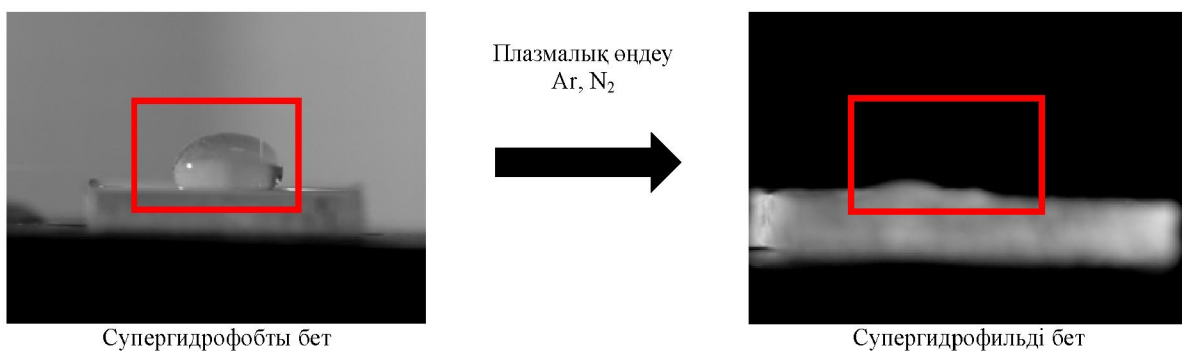 Плазмалық өңдеу
Ar, N₂
Супергидрофобты бет
Супергидрофильді бет